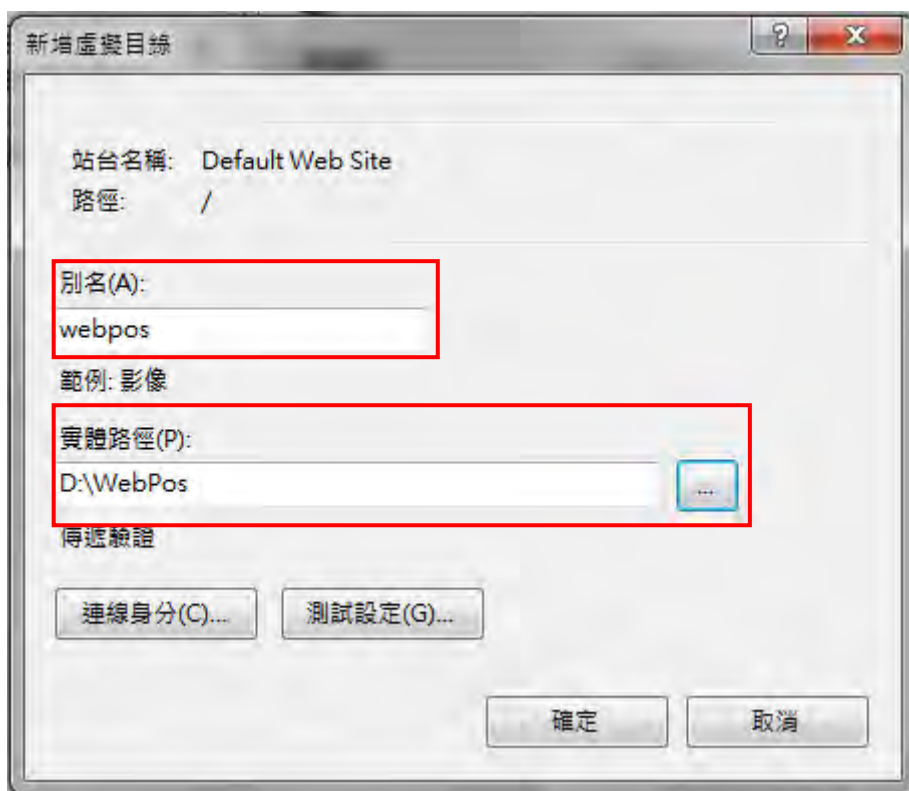 新增虛擬目錄
站台名稱: Default Web Site
路徑: /
別名(A):
webpos
範例: 影像
實體路徑(P):
D:\WebPos
...
傳遞驗證
連線身分(C)... 測試設定(G)...
確定 取消